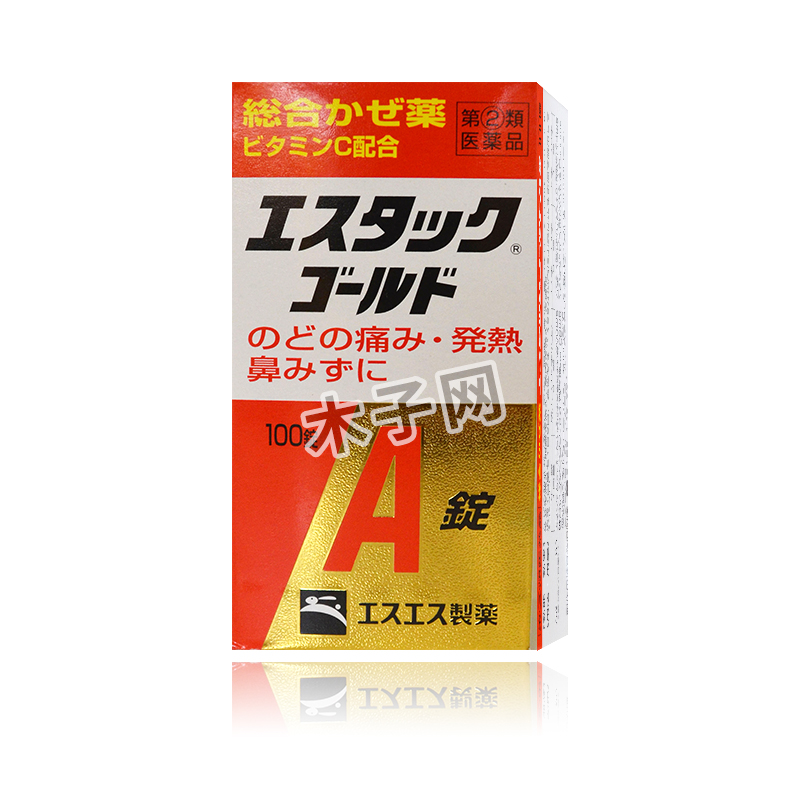 総合かぜ薬
ビタミンC配合
第②類
医薬品
エスタック®
ゴールド
のどの痛み・発熱
鼻みずに
木子网
100錠
A錠
エスエス製薬